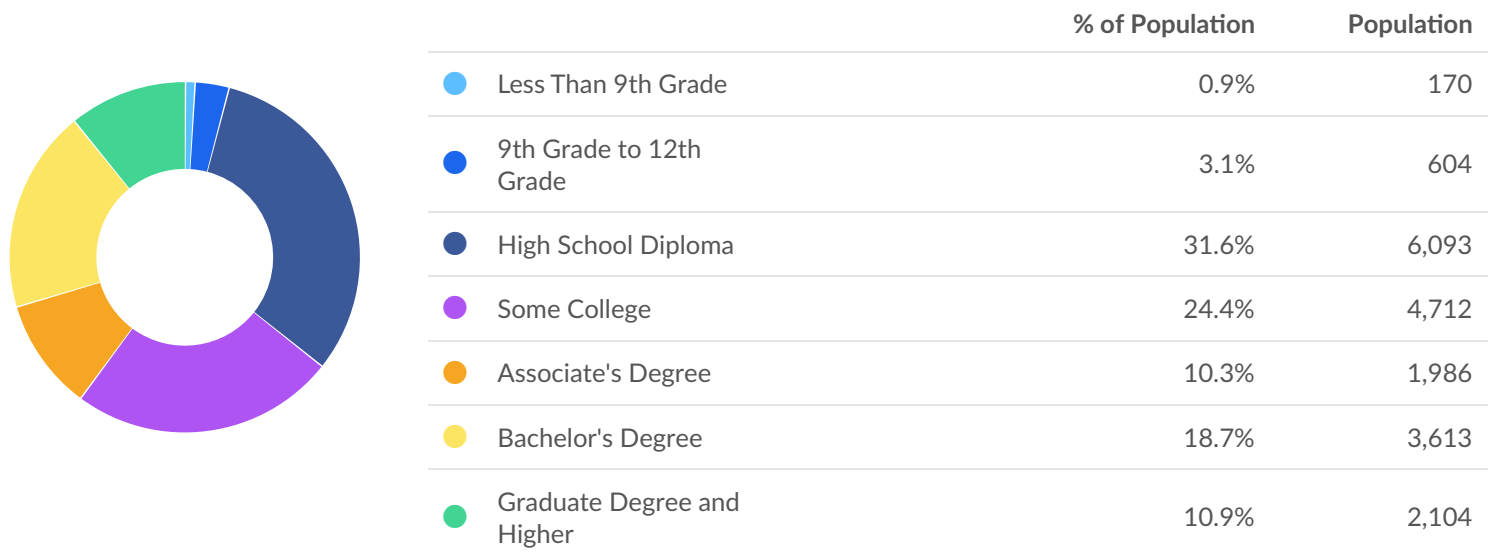 % of Population Population
Less Than 9th Grade 0.9% 170
9th Grade to 12th
Grade 3.1% 604
High School Diploma 31.6% 6,093
Some College 24.4% 4,712
Associate's Degree 10.3% 1,986
Bachelor's Degree 18.7% 3,613
Graduate Degree and
Higher 10.9% 2,104